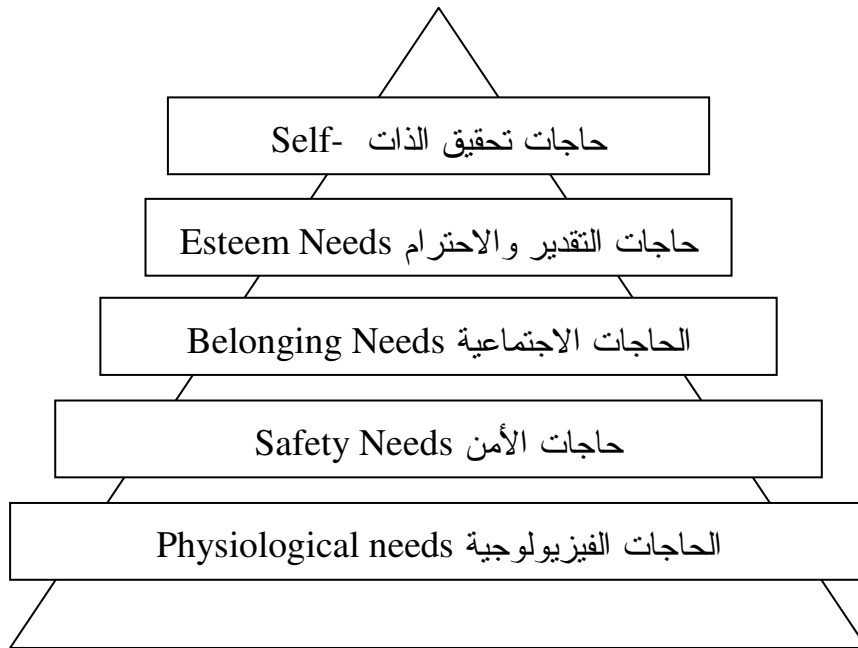 حاجات تحقيق الذات Self-
حاجات التقدير والاحترام Esteem Needs
الحاجات الاجتماعية Belonging Needs
حاجات الأمن Safety Needs
الحاجات الفيزيولوجية Physiological needs